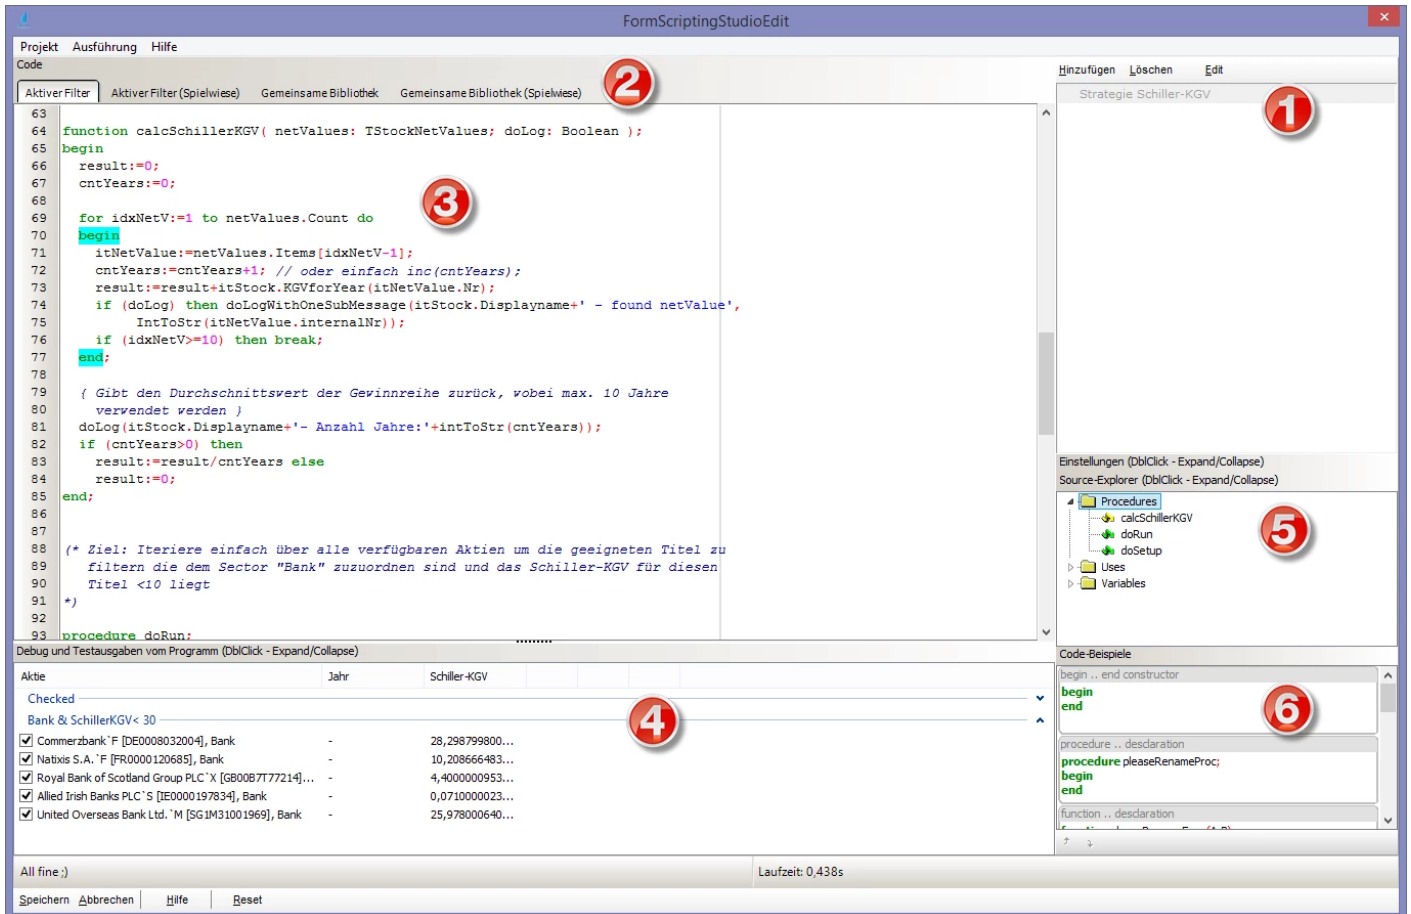 FormScriptingStudioEdit
Projekt Ausführung Hilfe
Code
Aktiver Filter Aktiver Filter (Spielwiese) Gemeinsame Bibliothek Gemeinsame Bibliothek (Spielwiese)
2
63
64 function calcSchillerKGV( netValues: TStockNetValues; doLog: Boolean );
65 begin
66 result:=0;
67 cntYears:=0;
68
3
69 for idxNetV:=1 to netValues.Count do
70 begin
71 itNetValue:=netValues.Items[idxNetV-1];
72 cntYears:=cntYears+1; // oder einfach inc(cntYears);
73 result:=result+itStock.KGVforYear(itNetValue.Nr);
74 if (doLog) then doLogWithOneSubMessage(itStock.Displayname+' - found netValue',
75 IntToStr(itNetValue.internalNr));
76 if (idxNetV>=10) then break;
77 end;
78
79 { Gibt den Durchschnittswert der Gewinnreihe zurück, wobei max. 10 Jahre
80 verwendet werden }
81 doLog(itStock.Displayname+'- Anzahl Jahre:'+intToStr(cntYears));
82 if (cntYears>0) then
83 result:=result/cntYears else
84 result:=0;
85 end;
86
87
88 (* Ziel: Iteriere einfach über alle verfügbaren Aktien um die geeigneten Titel zu
89 filtern die dem Sector "Bank" zuzuordnen sind und das Schiller-KGV für diesen
90 Titel <10 liegt
91 *)
92
93 procedure doRun;
Hinzufügen Löschen Edit
Strategie Schiller-KGV
1
Einstellungen (DblClick - Expand/Collapse)
Source-Explorer (DblClick - Expand/Collapse)
Procedures
calcSchillerKGV
doRun
doSetup
Uses
Variables
5
Debug und Testausgaben vom Programm (DblClick - Expand/Collapse)
Aktie Jahr Schiller-KGV
Checked
Bank & SchillerKGV< 30
4
Commerzbank`F [DE0008032004], Bank - 28,298799800...
Natixis S.A.`F [FR0000120685], Bank - 10,208666483...
Royal Bank of Scotland Group PLC`X [GB00B7T77214]... - 4,4000000953...
Allied Irish Banks PLC`S [IE0000197834], Bank - 0,0710000023...
United Overseas Bank Ltd.`M [SG1M31001969], Bank - 25,978000640...
Code-Beispiele
begin .. end constructor
begin
end
6
procedure .. desclaration
procedure pleaseRenameProc;
begin
end
function .. desclaration
All fine ;) Laufzeit: 0,438s
Speichern Abbrechen Hilfe Reset